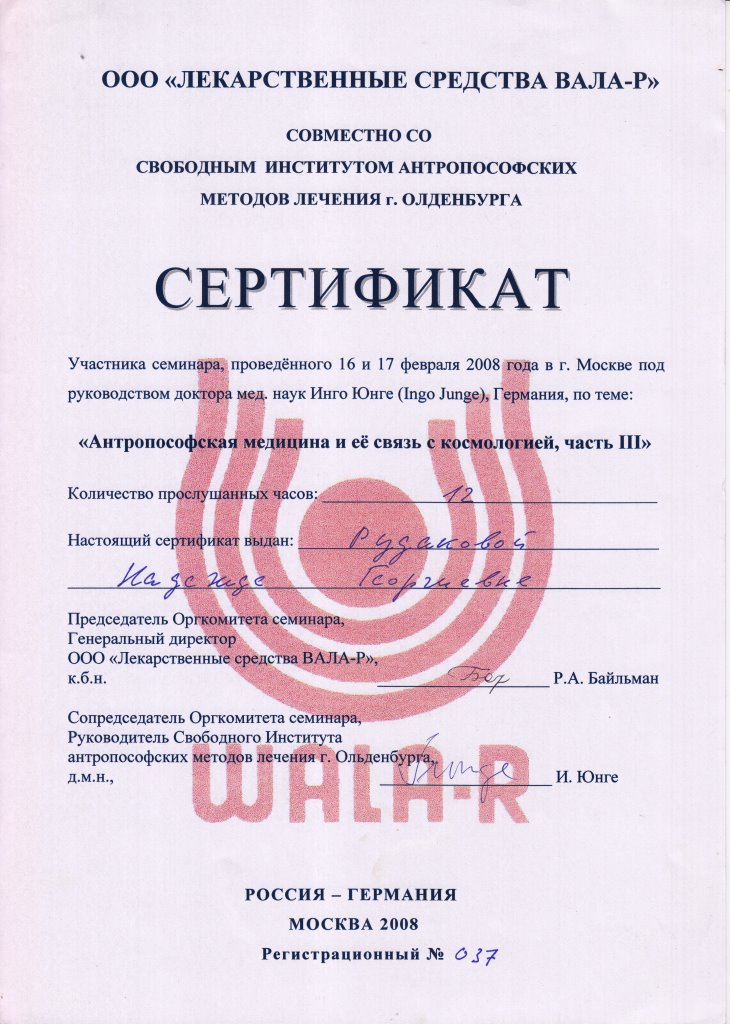 ООО «ЛЕКАРСТВЕННЫЕ СРЕДСТВА ВАЛА-Р»
СОВМЕСТНО СО
СВОБОДНЫМ ИНСТИТУТОМ АНТРОПОСОФСКИХ
МЕТОДОВ ЛЕЧЕНИЯ г. ОЛДЕНБУРГА
СЕРТИФИКАТ
Участника семинара, проведённого 16 и 17 февраля 2008 года в г. Москве под
руководством доктора мед. наук Инго Юнге (Ingo Junge), Германия, по теме:
«Антропософская медицина и её связь с космологией, часть III»
Количество прослушанных часов: 12
Настоящий сертификат выдан: Рудаковой
Надежде Георгиевне
Председатель Оргкомитета семинара,
Генеральный директор
ООО «Лекарственные средства ВАЛА-Р»,
к.б.н. Р.А. Байльман
Сопредседатель Оргкомитета семинара,
Руководитель Свободного Института
антропософских методов лечения г. Ольденбурга,
д.м.н., Junge И. Юнге
WALA-R
РОССИЯ – ГЕРМАНИЯ
МОСКВА 2008
Регистрационный № 037